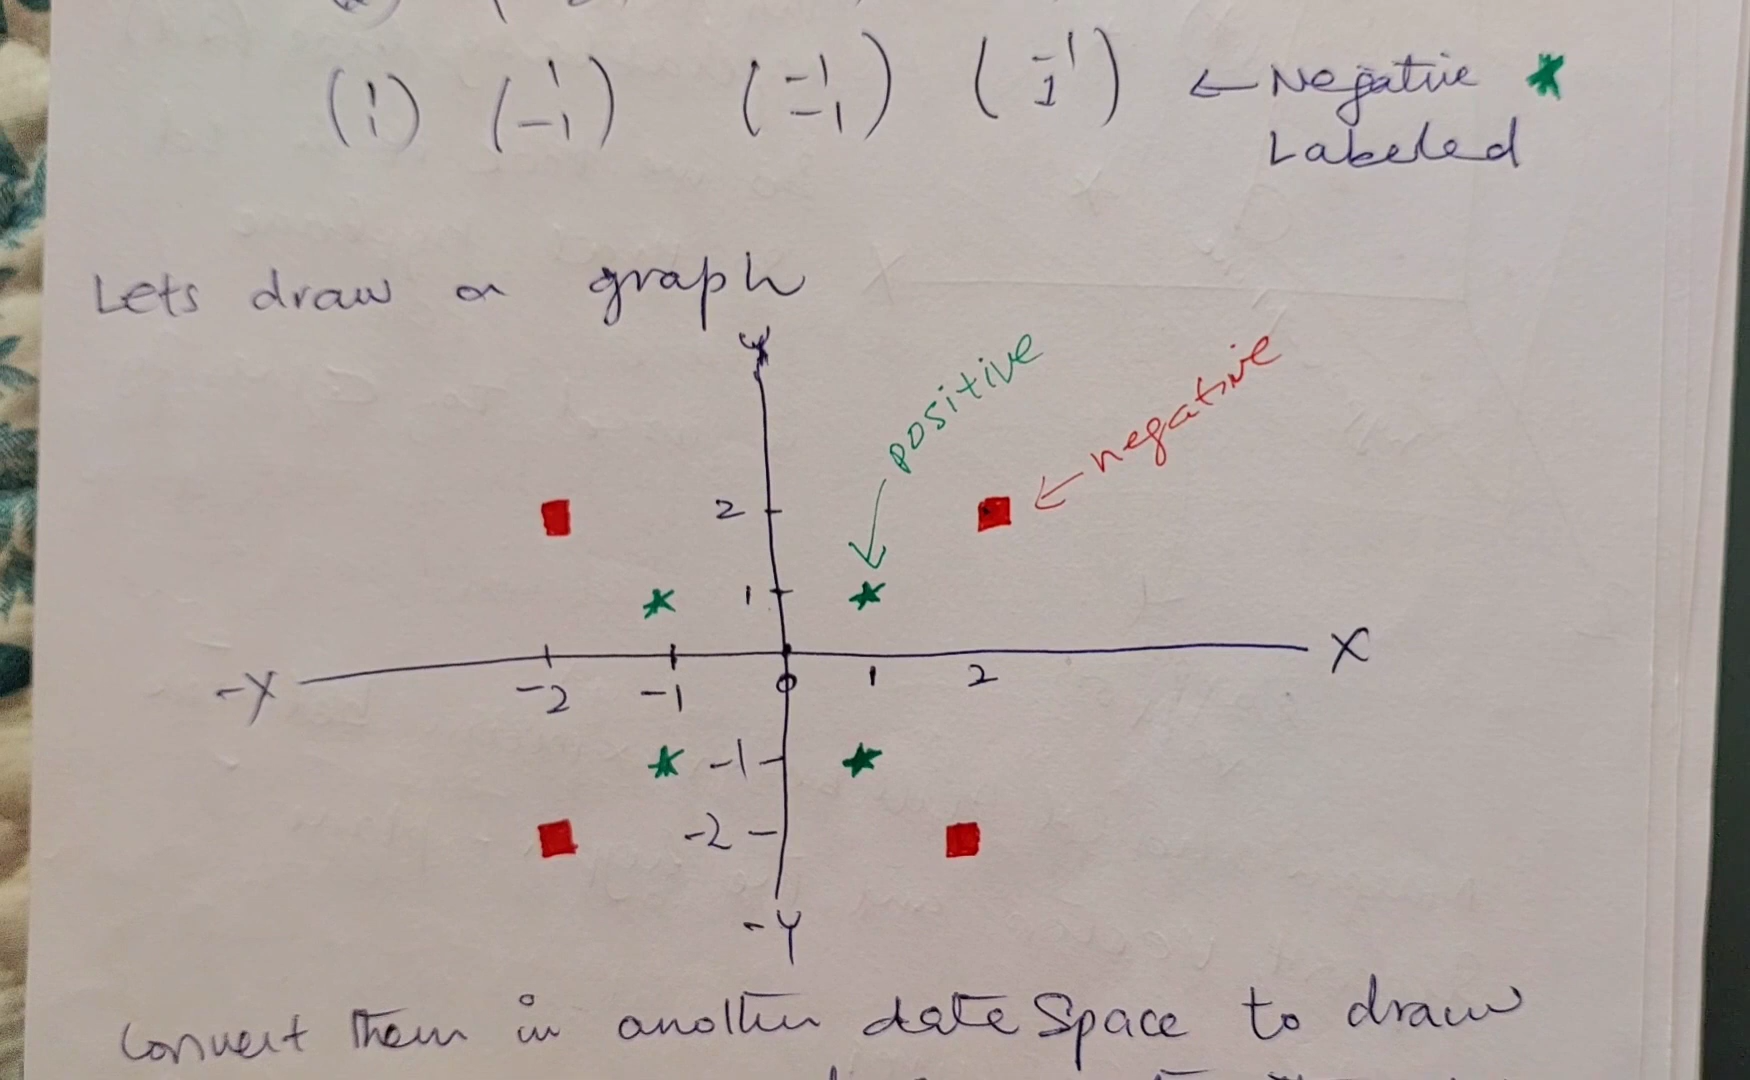 (1 1) (1 -1) (-1 -1) (-1 1) ← Negative
Labeled
Lets draw on graph
Y
positive
negative
2
1
-X
X
-2 -1 0 1 2
-1
-2
-Y
Convert them in another date Space to draw